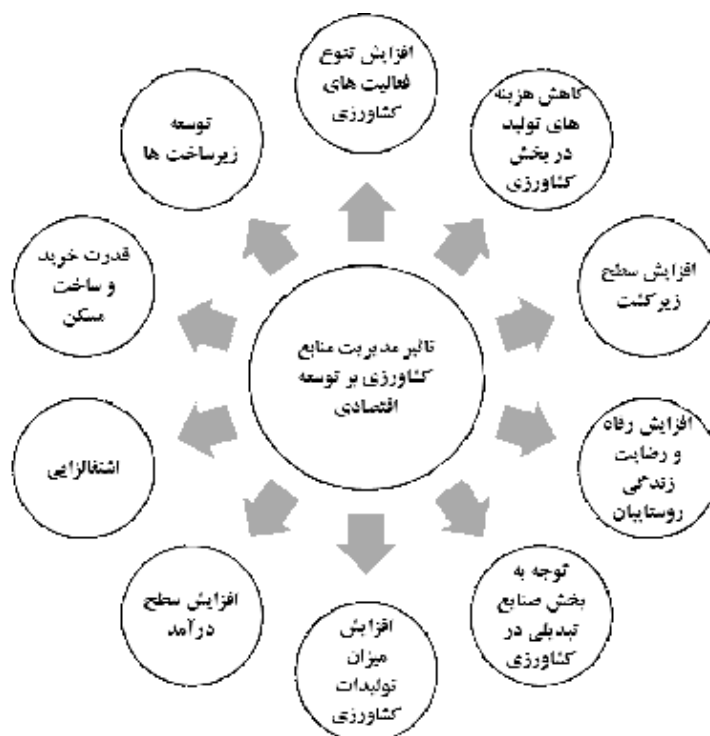 افزایش تنوع
فعالیت های
کشاورزی
کاهش هزینه
های تولید
در بخش
کشاورزی
افزایش سطح
زیرکشت
افزایش رفاه
و رضایت
زندگی
روستاییان
توجه به
بخش صنایع
تبدیلی در
کشاورزی
افزایش
میزان
تولیدات
کشاورزی
افزایش سطح
درآمد
اشتغالزایی
قدرت خرید
و ساخت
مسکن
توسعه
زیرساخت ها
تاثیر مدیریت منابع
کشاورزی بر توسعه
اقتصادی